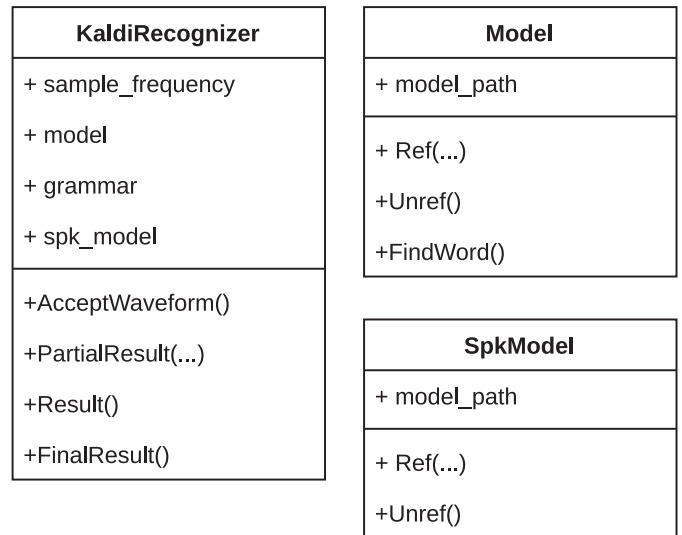 KaldiRecognizer
+ sample_frequency
+ model
+ grammar
+ spk_model
+AcceptWaveform()
+PartialResult(...)
+Result()
+FinalResult()
Model
+ model_path
+ Ref(...)
+Unref()
+FindWord()
SpkModel
+ model_path
+ Ref(...)
+Unref()